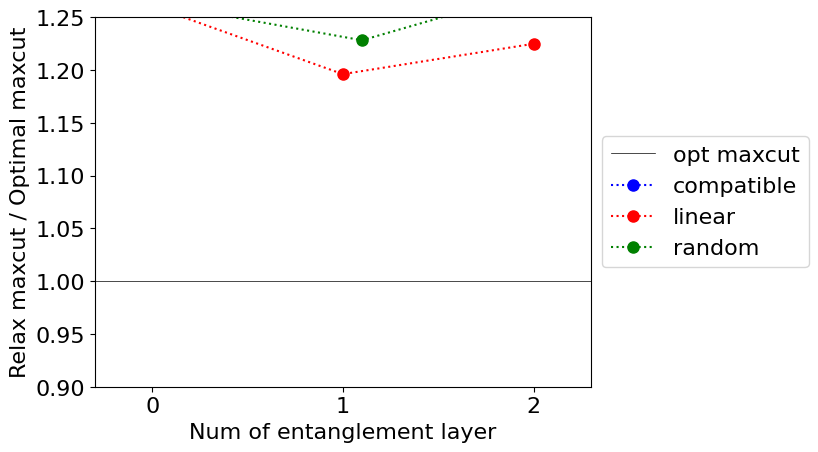 Relax maxcut / Optimal maxcut
1.25
1.20
1.15
1.10
1.05
1.00
0.95
0.90
0 1 2
Num of entanglement layer
opt maxcut
compatible
linear
random